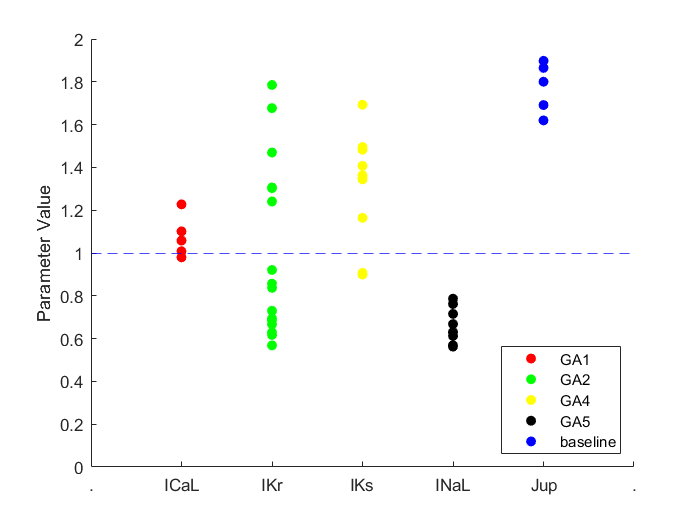 2
1.8
1.6
1.4
1.2
1
0.8
0.6
0.4
0.2
0
Parameter Value
. ICaL IKr IKs INaL Jup .
GA1
GA2
GA4
GA5
baseline